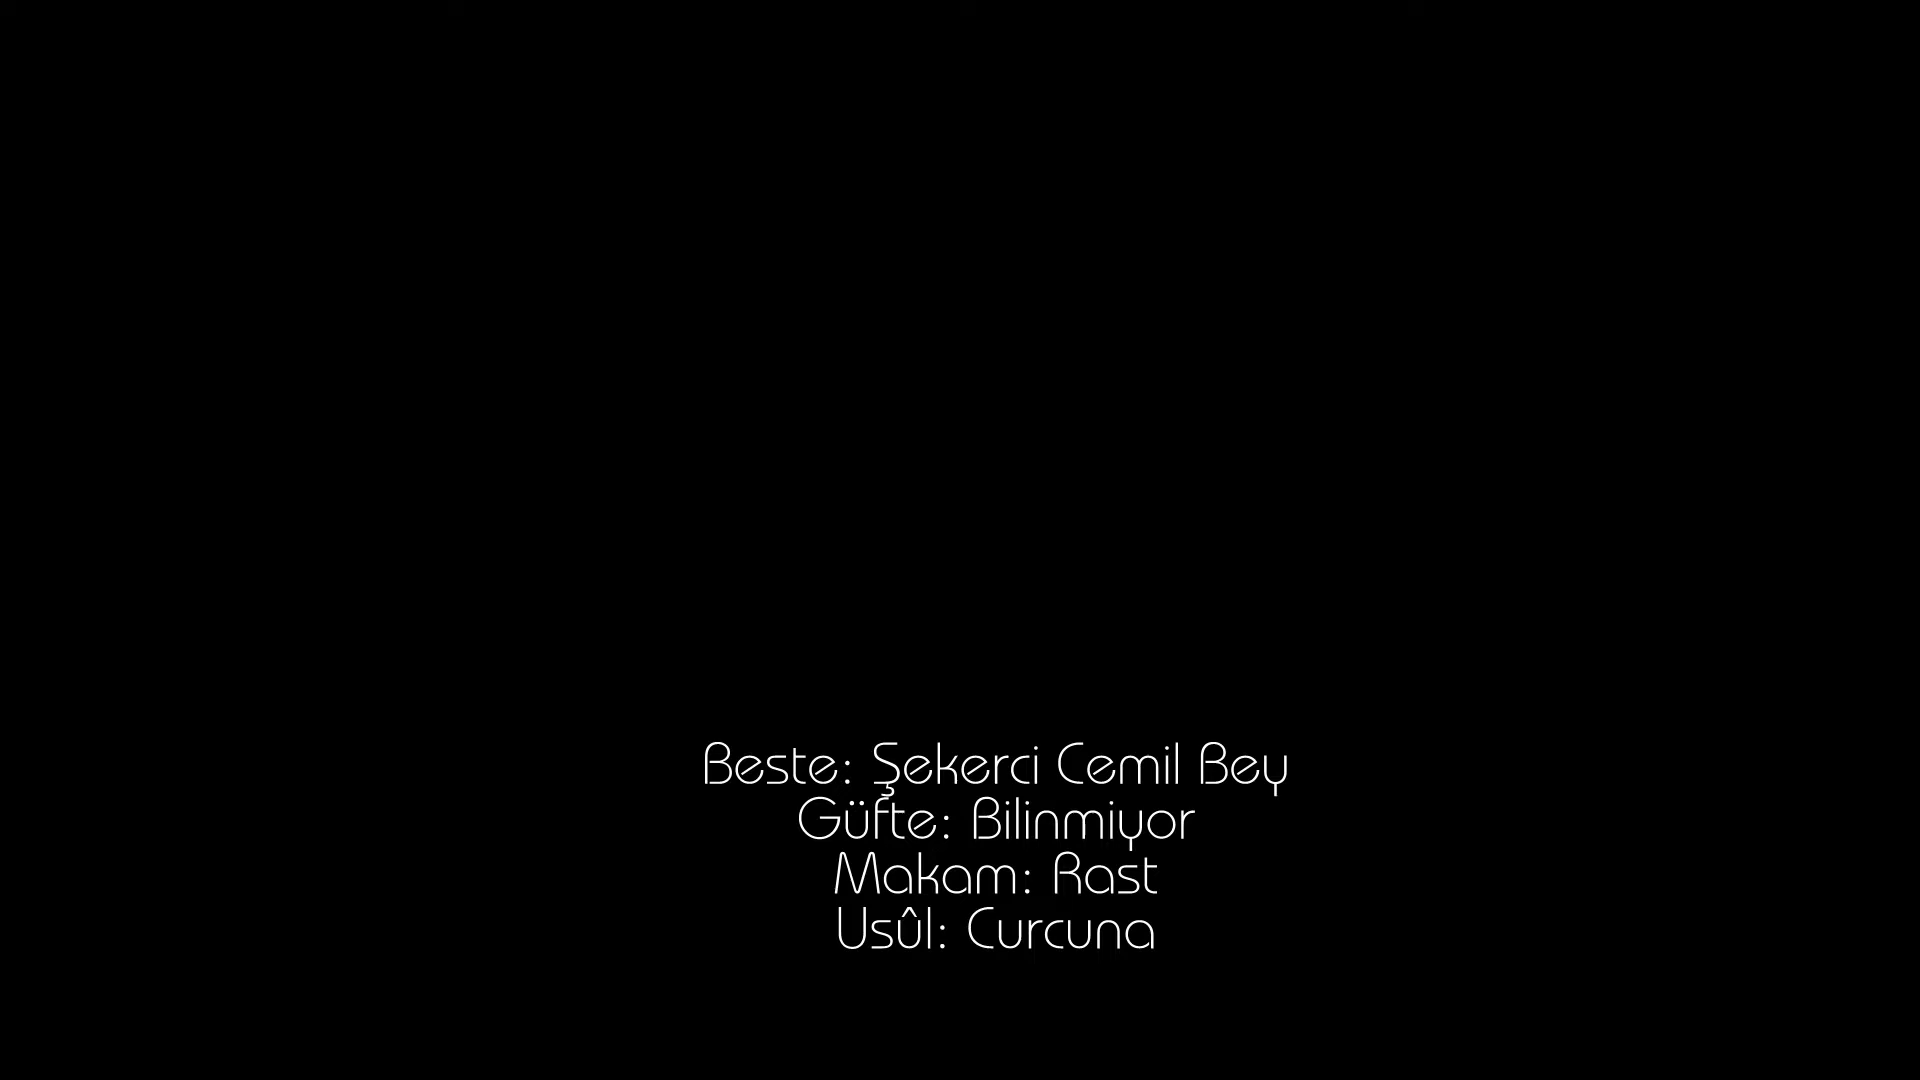 Beste: Şekerci Cemil Bey
Güfte: Bilinmiyor
Makam: Rast
Usûl: Curcuna